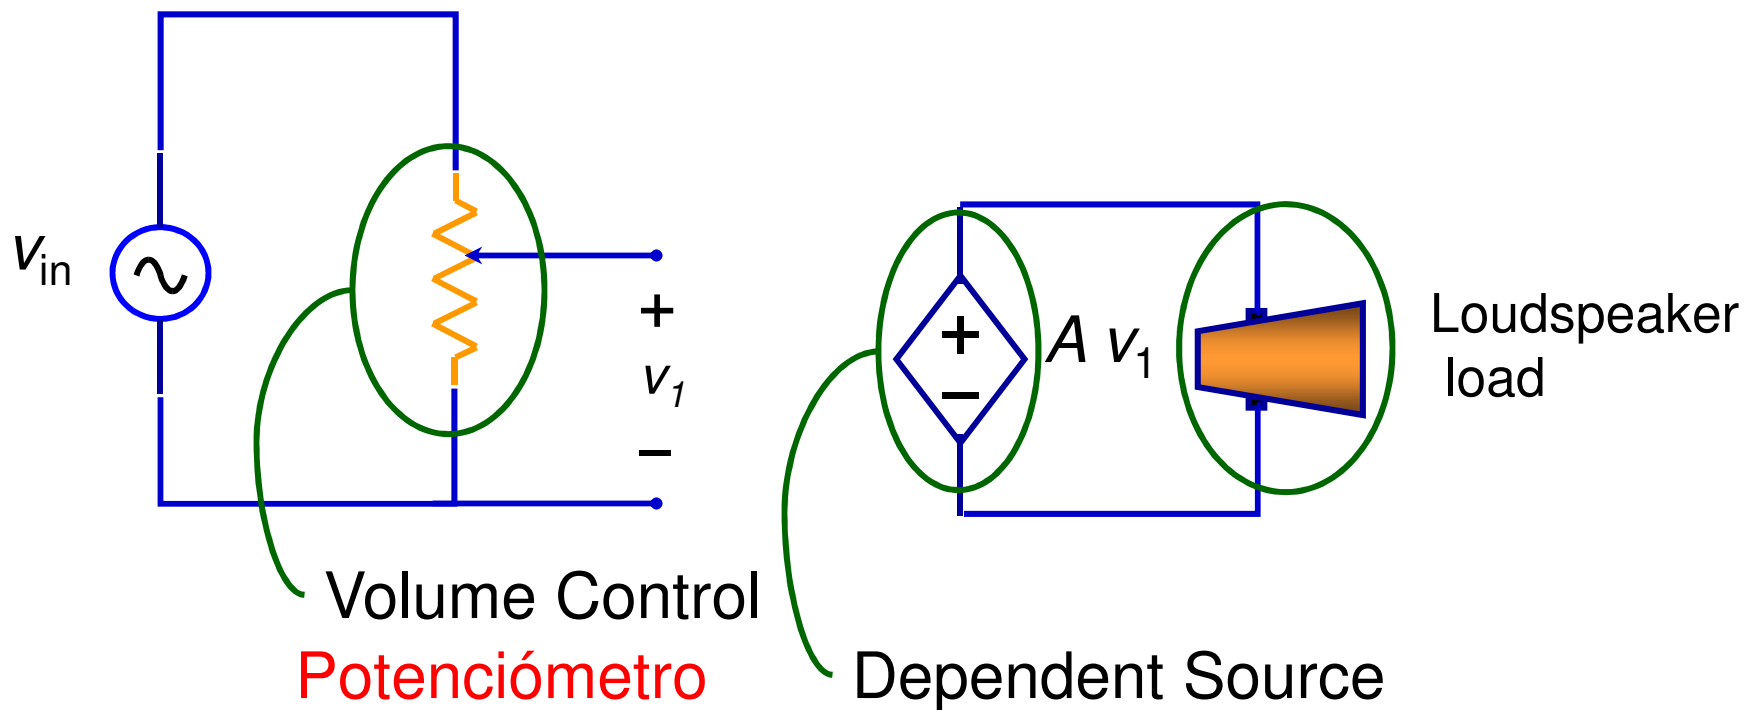 v_in
+
v_1
−
+
−
A v_1
Loudspeaker
load
Volume Control
Potenciómetro
Dependent Source